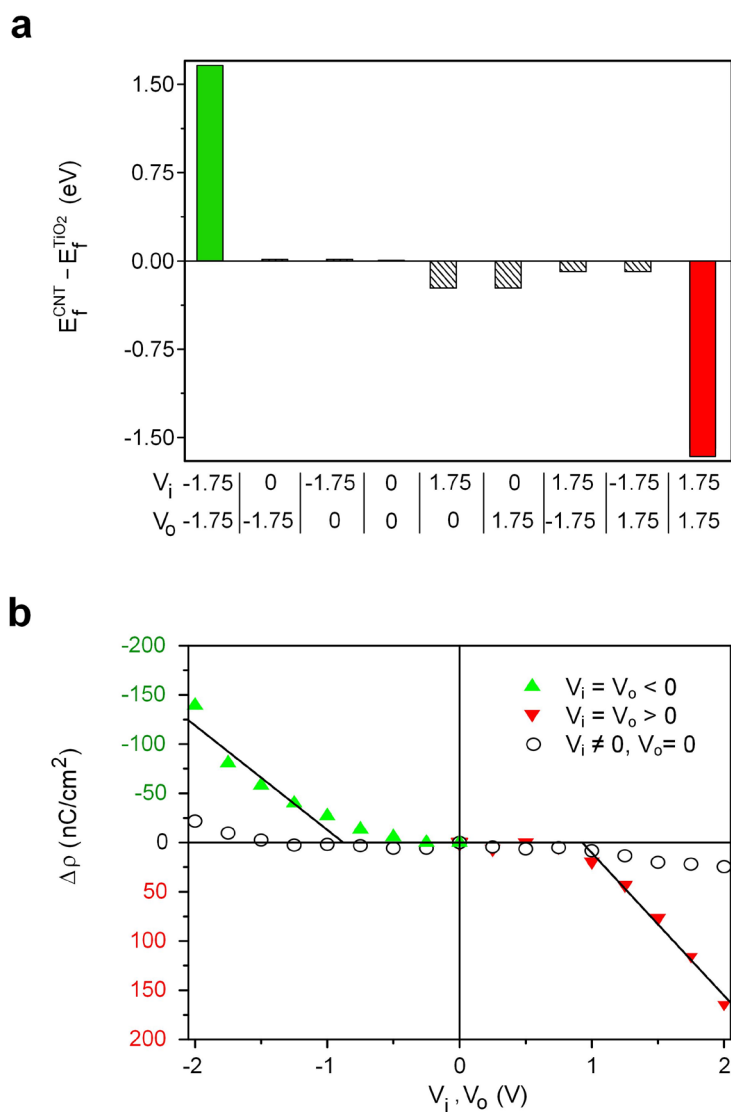 a
E_f^CNT – E_f^TiO₂ (eV)
1.50
0.75
0.00
-0.75
-1.50
V_i -1.75 0 -1.75 0 1.75 0 1.75 -1.75 1.75
V_o -1.75 -1.75 0 0 0 1.75 -1.75 1.75 1.75
b
Δρ (nC/cm²)
-200
-150
-100
-50
0
50
100
150
200
V_i = V_o < 0
V_i = V_o > 0
V_i ≠ 0, V_o = 0
-2 -1 0 1 2
V_i , V_o (V)